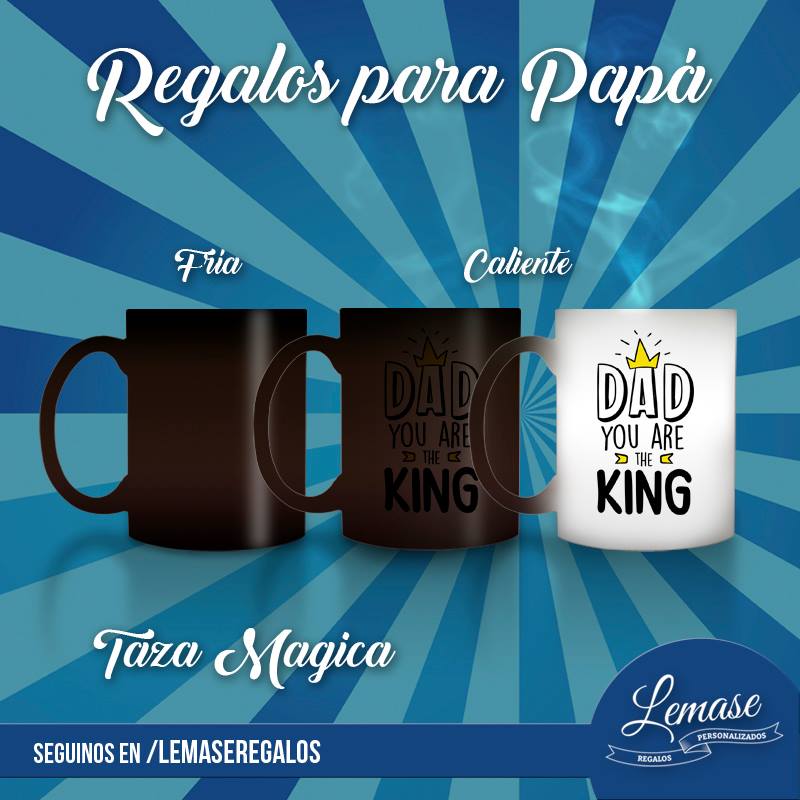 Regalos para Papá
Fria
Caliente
DAD
YOU ARE
THE
KING
DAD
YOU ARE
THE
KING
Taza Magica
SEGUINOS EN /LEMASEREGALOS
Lemase
REGALOS PERSONALIZADOS